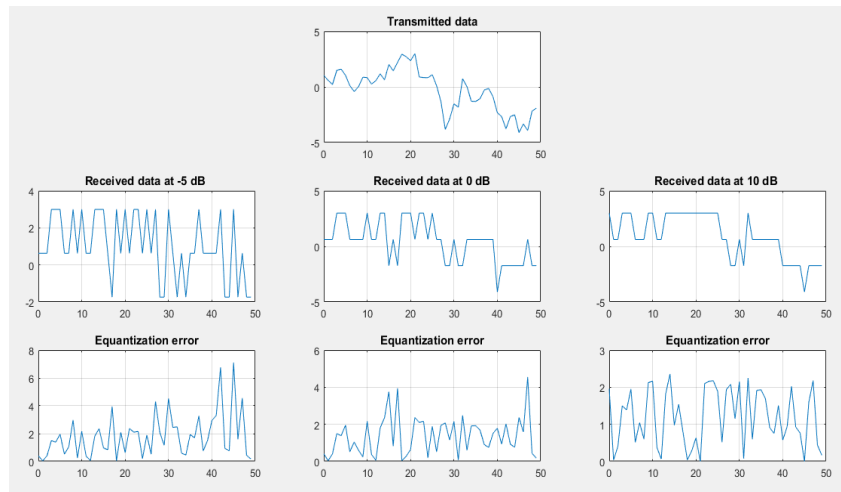 Transmitted data
5
0
-5
0 10 20 30 40 50
Received data at -5 dB
4
2
0
-2
0 10 20 30 40 50
Received data at 0 dB
5
0
-5
0 10 20 30 40 50
Received data at 10 dB
5
0
-5
0 10 20 30 40 50
Equantization error
8
6
4
2
0
0 10 20 30 40 50
Equantization error
6
4
2
0
0 10 20 30 40 50
Equantization error
3
2
1
0
0 10 20 30 40 50